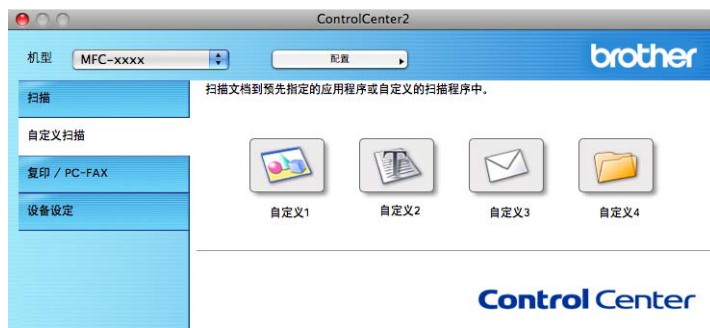 ControlCenter2
机型 MFC-xxxx 配置 brother
扫描
扫描文档到预先指定的应用程序或自定义的扫描程序中。
自定义扫描
复印 / PC-FAX
设备设定
自定义1 自定义2 自定义3 自定义4
Control Center